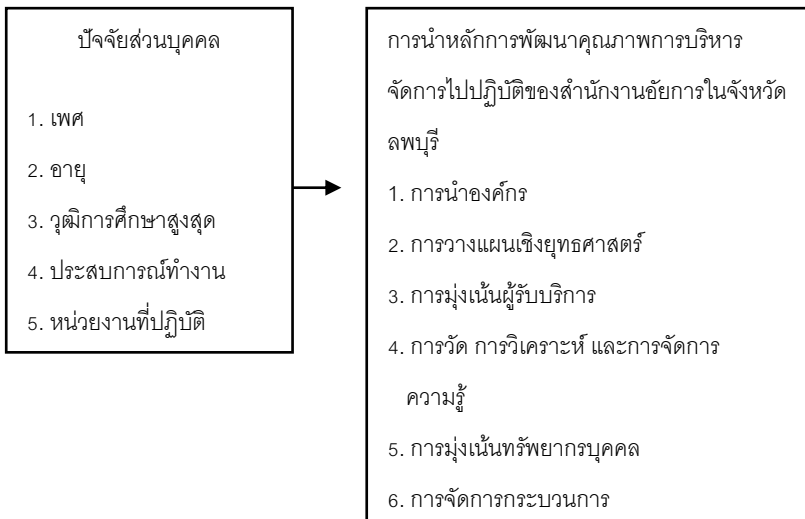 ปัจจัยส่วนบุคคล
1. เพศ
2. อายุ
3. วุฒิการศึกษาสูงสุด
4. ประสบการณ์ทำงาน
5. หน่วยงานที่ปฏิบัติ
การนำหลักการพัฒนาคุณภาพการบริหาร
จัดการไปปฏิบัติของสำนักงานอัยการในจังหวัด
ลพบุรี
1. การนำองค์กร
2. การวางแผนเชิงยุทธศาสตร์
3. การมุ่งเน้นผู้รับบริการ
4. การวัด การวิเคราะห์ และการจัดการ
ความรู้
5. การมุ่งเน้นทรัพยากรบุคคล
6. การจัดการกระบวนการ